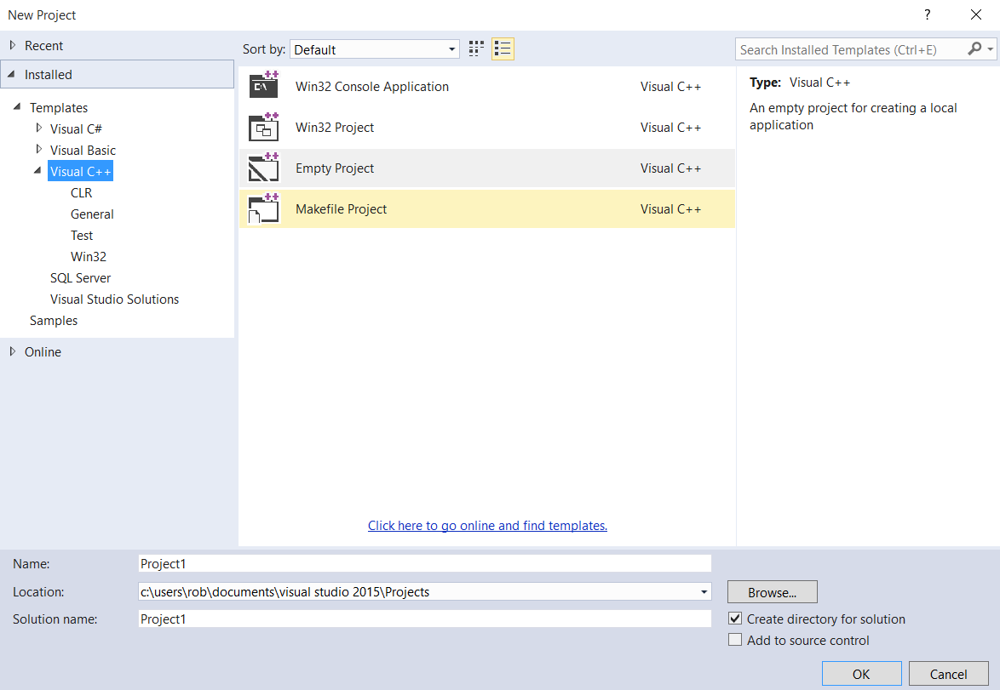 New Project
?
Recent
Installed
Templates
Visual C#
Visual Basic
Visual C++
CLR
General
Test
Win32
SQL Server
Visual Studio Solutions
Samples
Online
Sort by: Default
Search Installed Templates (Ctrl+E)
C:\
Win32 Console Application Visual C++
Win32 Project Visual C++
Empty Project Visual C++
Makefile Project Visual C++
Click here to go online and find templates.
Type: Visual C++
An empty project for creating a local
application
Name: Project1
Location: c:\users\rob\documents\visual studio 2015\Projects Browse...
Solution name: Project1
Create directory for solution
Add to source control
OK Cancel